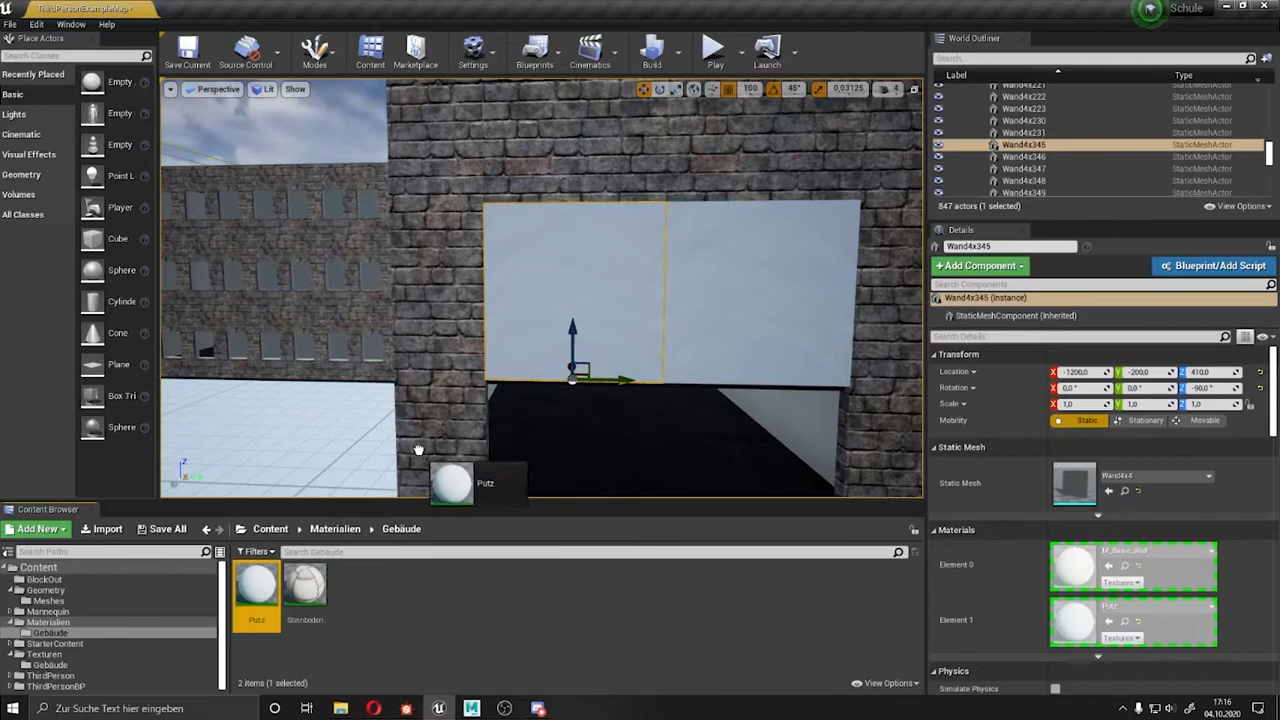 ThirdPersonExampleMap*
Schule
File Edit Window Help
Place Actors
Search Classes
Recently Placed
Basic
Lights
Cinematic
Visual Effects
Geometry
Volumes
All Classes
Empty
Empty
Empty
Point L
Player
Cube
Sphere
Cylinde
Cone
Plane
Box Tri
Sphere
Save Current
Source Control
Modes
Content
Marketplace
Settings
Blueprints
Cinematics
Build
Play
Launch
Perspective
Lit
Show
100
45°
0,03125
4
Z
X
Putz
World Outliner
Search...
Label Type
Wand4x221 StaticMeshActor
Wand4x222 StaticMeshActor
Wand4x223 StaticMeshActor
Wand4x230 StaticMeshActor
Wand4x231 StaticMeshActor
Wand4x345 StaticMeshActor
Wand4x346 StaticMeshActor
Wand4x347 StaticMeshActor
Wand4x348 StaticMeshActor
Wand4x349 StaticMeshActor
847 actors (1 selected)
View Options
Details
Wand4x345
+Add Component
Blueprint/Add Script
Search Components
Wand4x345 (Instance)
StaticMeshComponent (Inherited)
Search Details
Transform
Location X -1200,0 Y -200,0 Z 410,0
Rotation X 0,0 ° Y 0,0 ° Z -90,0 °
Scale X 1,0 Y 1,0 Z 1,0
Mobility Static Stationary Movable
Static Mesh
Static Mesh Wand4x4
Materials
Element 0
M_Basic_Wall
Textures
Element 1
Putz
Textures
Physics
Simulate Physics
Content Browser
Add New
Import
Save All
Content Materialien Gebäude
Search Paths
Filters
Search Gebäude
Content
BlockOut
Geometry
Meshes
Mannequin
Materialien
Gebäude
StarterContent
Texturen
Gebäude
ThirdPerson
ThirdPersonBP
Putz
Steinboden
2 items (1 selected)
View Options
Zur Suche Text hier eingeben
17:16
04.10.2020